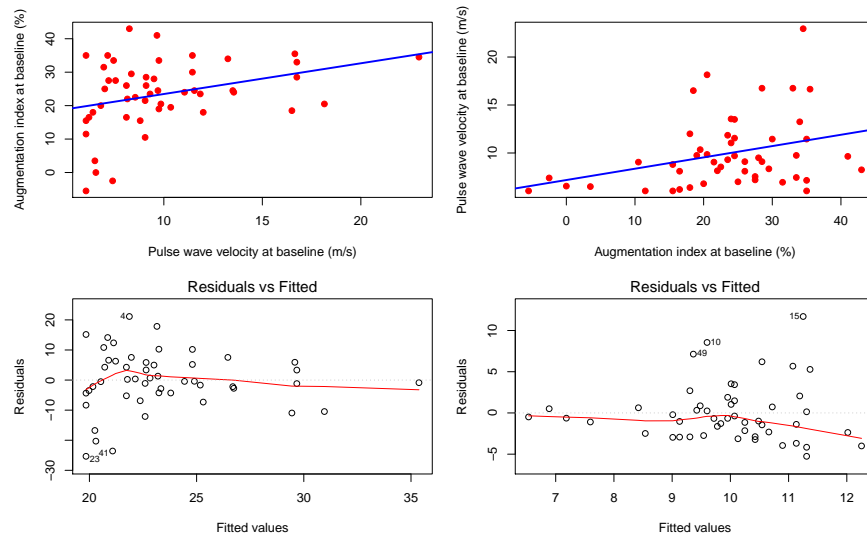 Augmentation index at baseline (%)
0 10 20 30 40
10 15 20
Pulse wave velocity at baseline (m/s)
Pulse wave velocity at baseline (m/s)
10 15 20
0 10 20 30 40
Augmentation index at baseline (%)
Residuals vs Fitted
Residuals
-30 -10 0 10 20
4
23
41
20 25 30 35
Fitted values
Residuals vs Fitted
Residuals
-5 0 5 10
15
10
49
7 8 9 10 11 12
Fitted values